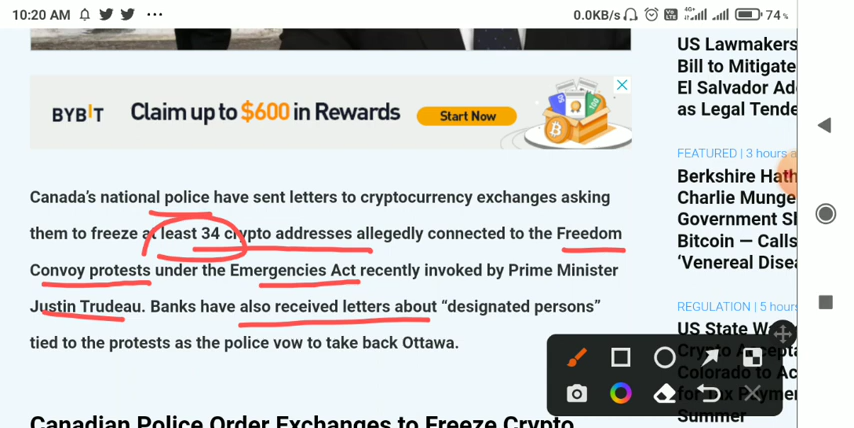 10:20 AM
0.0KB/s
4G+
74%
US Lawmakers
Bill to Mitigate
El Salvador Ad
as Legal Tende
BYBIT
Claim up to $600 in Rewards
Start Now
FEATURED | 3 hours a
Berkshire Hath
Charlie Munge
Government S
Bitcoin — Calls
‘Venereal Disea
Canada’s national police have sent letters to cryptocurrency exchanges asking
them to freeze at least 34 crypto addresses allegedly connected to the Freedom
Convoy protests under the Emergencies Act recently invoked by Prime Minister
Justin Trudeau. Banks have also received letters about “designated persons”
tied to the protests as the police vow to take back Ottawa.
REGULATION | 5 hours
US State W
Crypto Accepta
Colorado to Ac
for Tax Paymen
Summer
Canadian Police Order Exchanges to Freeze Crypto